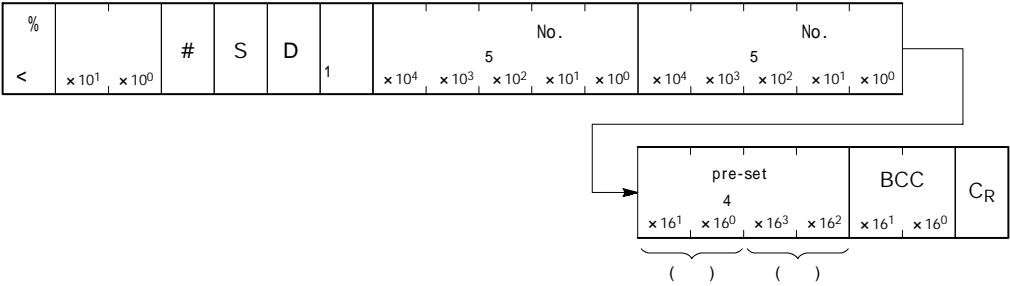 %
<
× 10¹ × 10⁰
#
S
D
1
No.
5
× 10⁴ × 10³ × 10² × 10¹ × 10⁰
No.
5
× 10⁴ × 10³ × 10² × 10¹ × 10⁰
pre-set
4
× 16¹ × 16⁰ × 16³ × 16²
BCC
× 16¹ × 16⁰
C_R
( )
( )